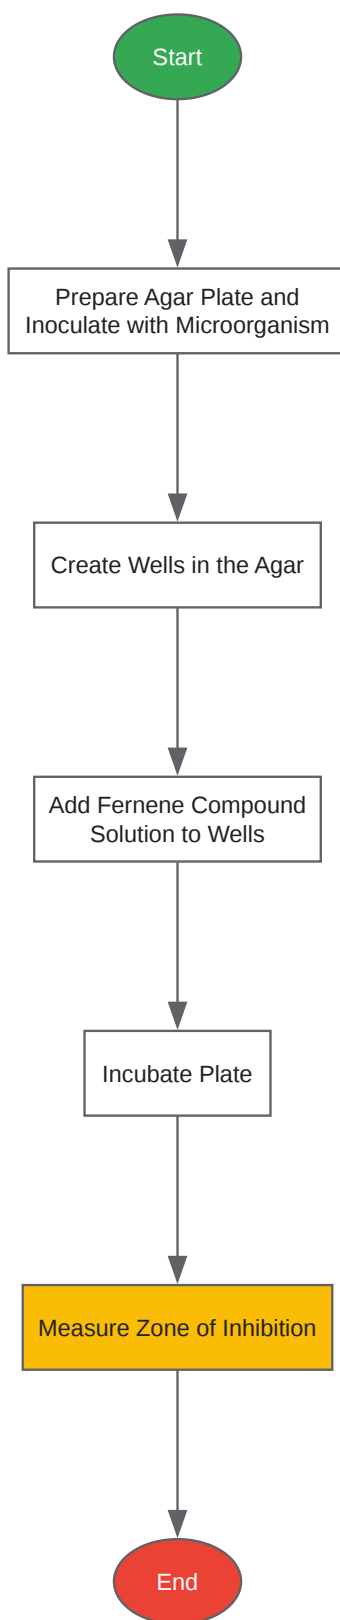 Start
Prepare Agar Plate and
Inoculate with Microorganism
Create Wells in the Agar
Add Fernene Compound
Solution to Wells
Incubate Plate
Measure Zone of Inhibition
End